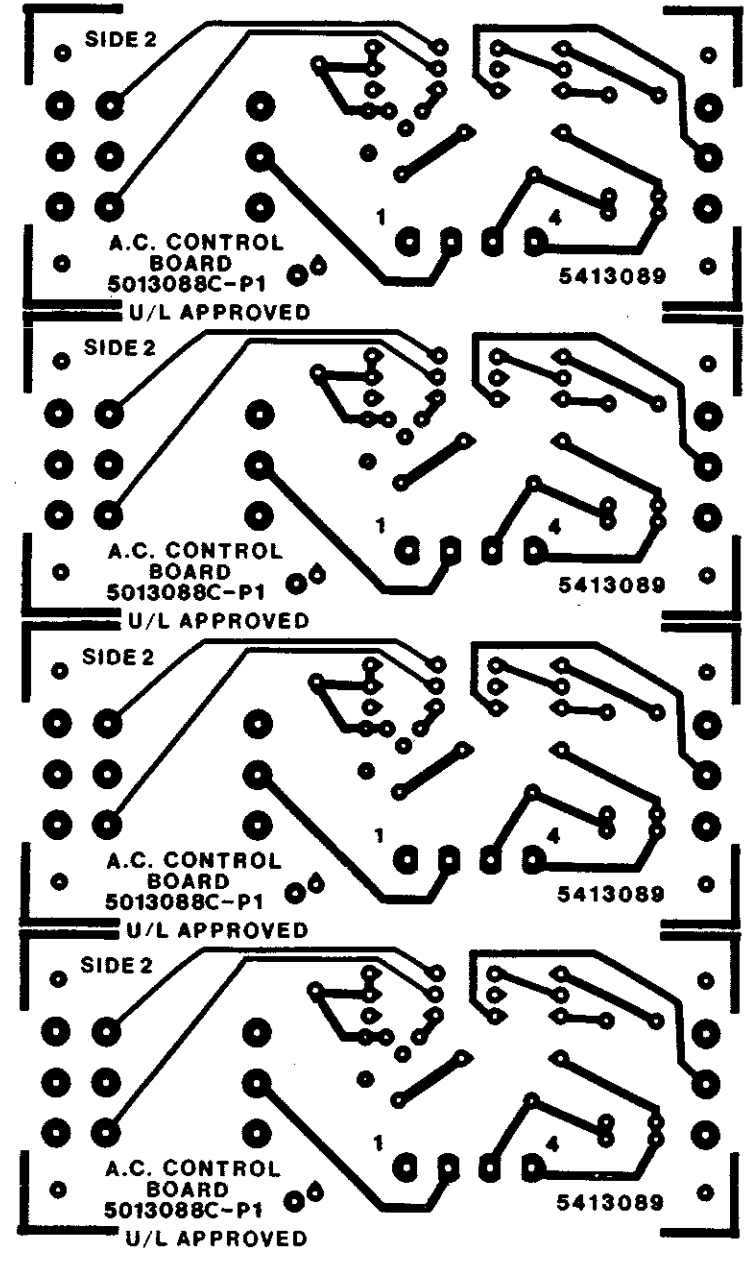 SIDE 2
1
4
A.C. CONTROL
BOARD
5013088C-P1
5413089
U/L APPROVED
SIDE 2
1
4
A.C. CONTROL
BOARD
5013088C-P1
5413089
U/L APPROVED
SIDE 2
1
4
A.C. CONTROL
BOARD
5013088C-P1
5413089
U/L APPROVED
SIDE 2
1
4
A.C. CONTROL
BOARD
5013088C-P1
5413089
U/L APPROVED